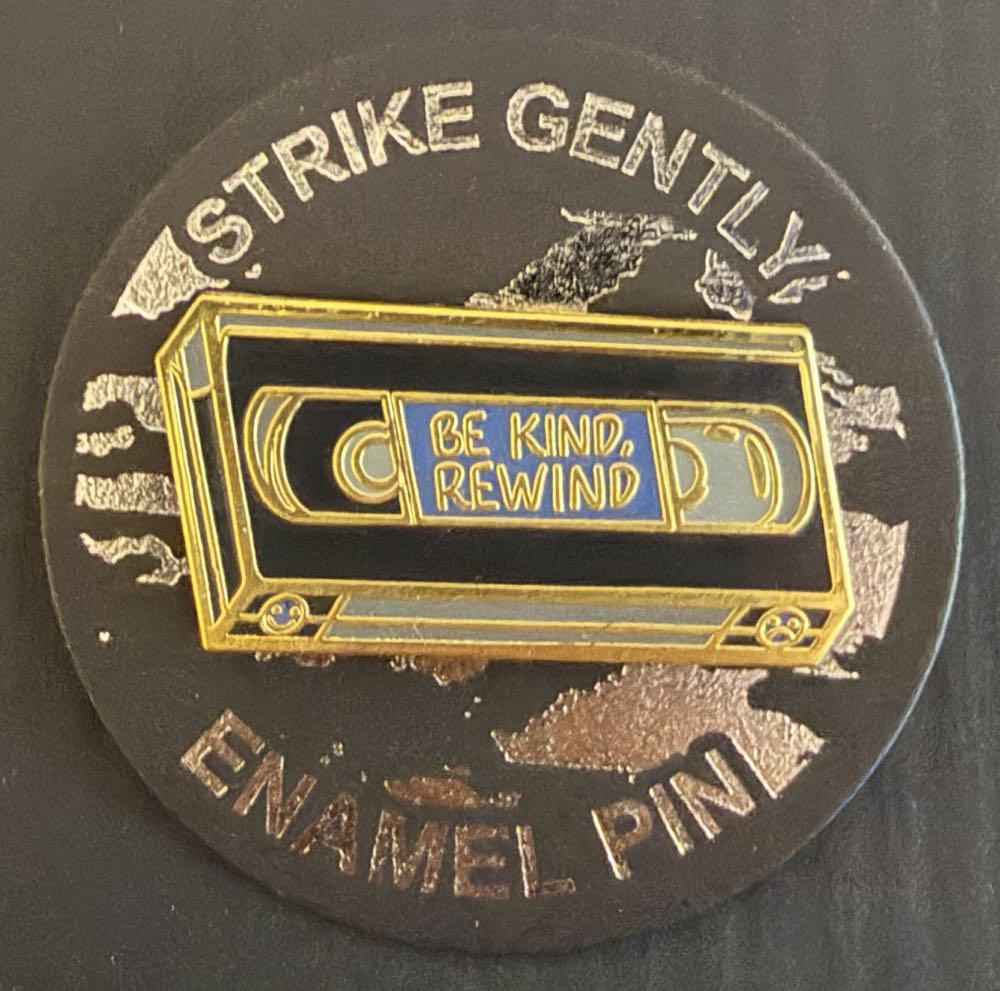 STRIKE GENTLY
BE KIND,
REWIND
ENAMEL PIN